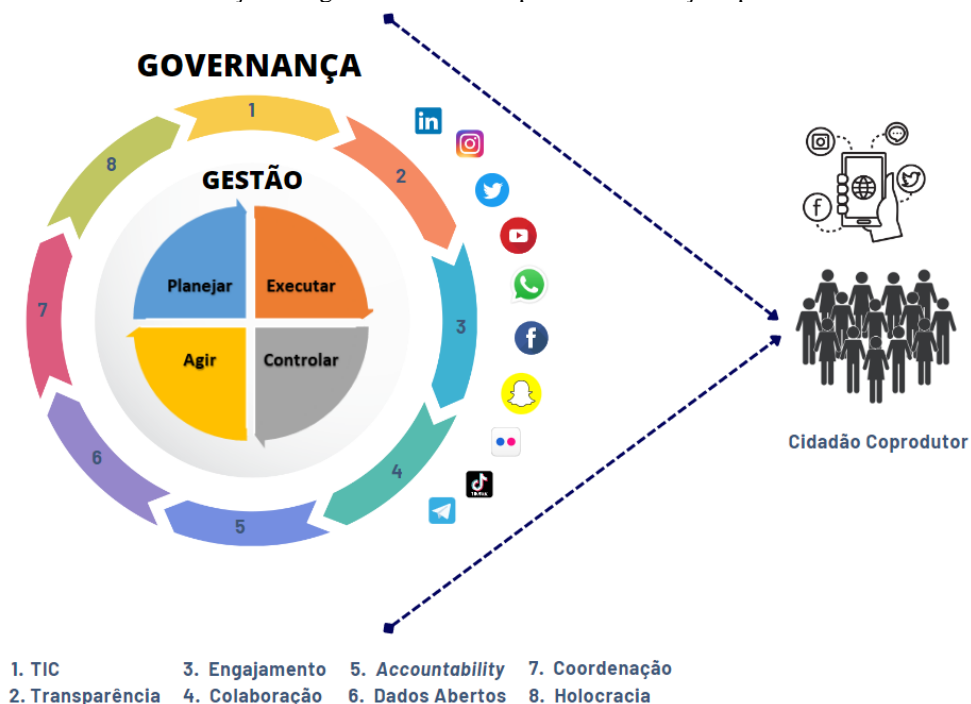 GOVERNANÇA
1
2
3
4
5
6
7
8
GESTÃO
Planejar
Executar
Agir
Controlar
in
f
Cidadão Coprodutor
1. TIC
2. Transparência
3. Engajamento
4. Colaboração
5. Accountability
6. Dados Abertos
7. Coordenação
8. Holocracia